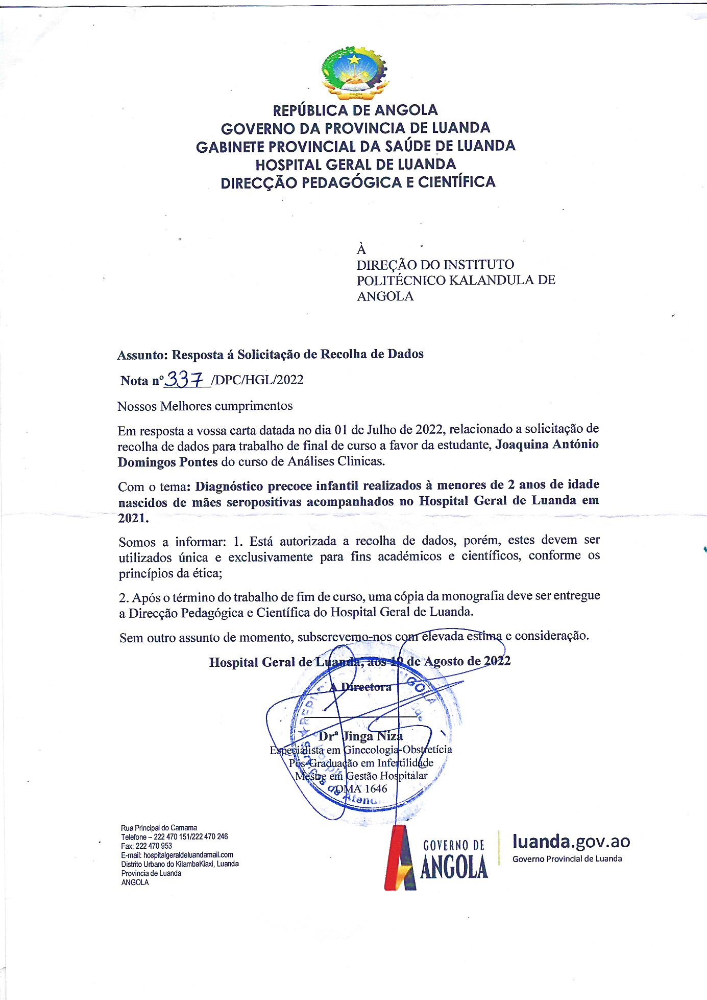 REPÚBLICA DE ANGOLA
GOVERNO DA PROVINCIA DE LUANDA
GABINETE PROVINCIAL DA SAÚDE DE LUANDA
HOSPITAL GERAL DE LUANDA
DIRECÇÃO PEDAGÓGICA E CIENTÍFICA
À
DIREÇÃO DO INSTITUTO
POLITÉCNICO KALANDULA DE
ANGOLA
Assunto: Resposta á Solicitação de Recolha de Dados
Nota nº 337 /DPC/HGL/2022
Nossos Melhores cumprimentos
Em resposta a vossa carta datada no dia 01 de Julho de 2022, relacionado a solicitação de
recolha de dados para trabalho de final de curso a favor da estudante, Joaquina António
Domingos Pontes do curso de Análises Clinicas.
Com o tema: Diagnóstico precoce infantil realizados à menores de 2 anos de idade
nascidos de mães seropositivas acompanhados no Hospital Geral de Luanda em
2021.
Somos a informar: 1. Está autorizada a recolha de dados, porém, estes devem ser
utilizados única e exclusivamente para fins académicos e científicos, conforme os
princípios da ética;
2. Após o término do trabalho de fim de curso, uma cópia da monografia deve ser entregue
a Direcção Pedagógica e Científica do Hospital Geral de Luanda.
Sem outro assunto de momento, subscrevemo-nos com elevada estima e consideração.
Hospital Geral de Luanda, aos 19 de Agosto de 2022
A Directora
Drª Jinga Niza
Especialista em Ginecologia-Obstretícia
Pós-Graduação em Infertilidade
Mestre em Gestão Hospitalar
OMA 1646
ANGOLA
Rua Principal do Camama
Telefone – 222 470 151/222 470 246
Fax: 222 470 953
E-mail: hospitalgeraldeluandamail.com
Distrito Urbano do KilambaKiaxi, Luanda
Província de Luanda
ANGOLA
GOVERNO DE
ANGOLA
luanda.gov.ao
Governo Provincial de Luanda